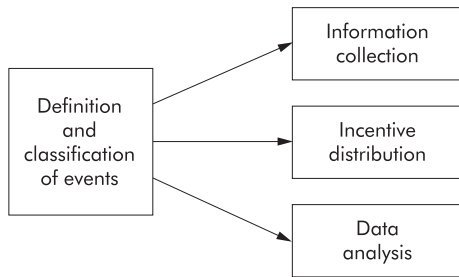 Definition
and
classification
of events
Information
collection
Incentive
distribution
Data
analysis